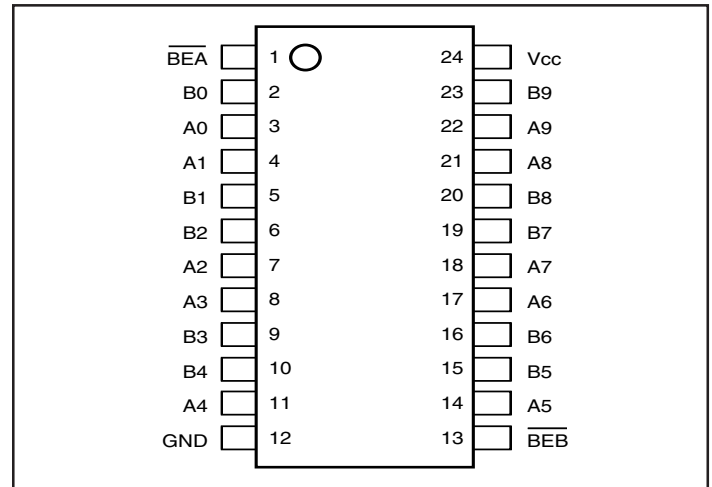 B̅E̅A̅ 1 24 Vcc
B0 2 23 B9
A0 3 22 A9
A1 4 21 A8
B1 5 20 B8
B2 6 19 B7
A2 7 18 A7
A3 8 17 A6
B3 9 16 B6
B4 10 15 B5
A4 11 14 A5
GND 12 13 B̅E̅B̅